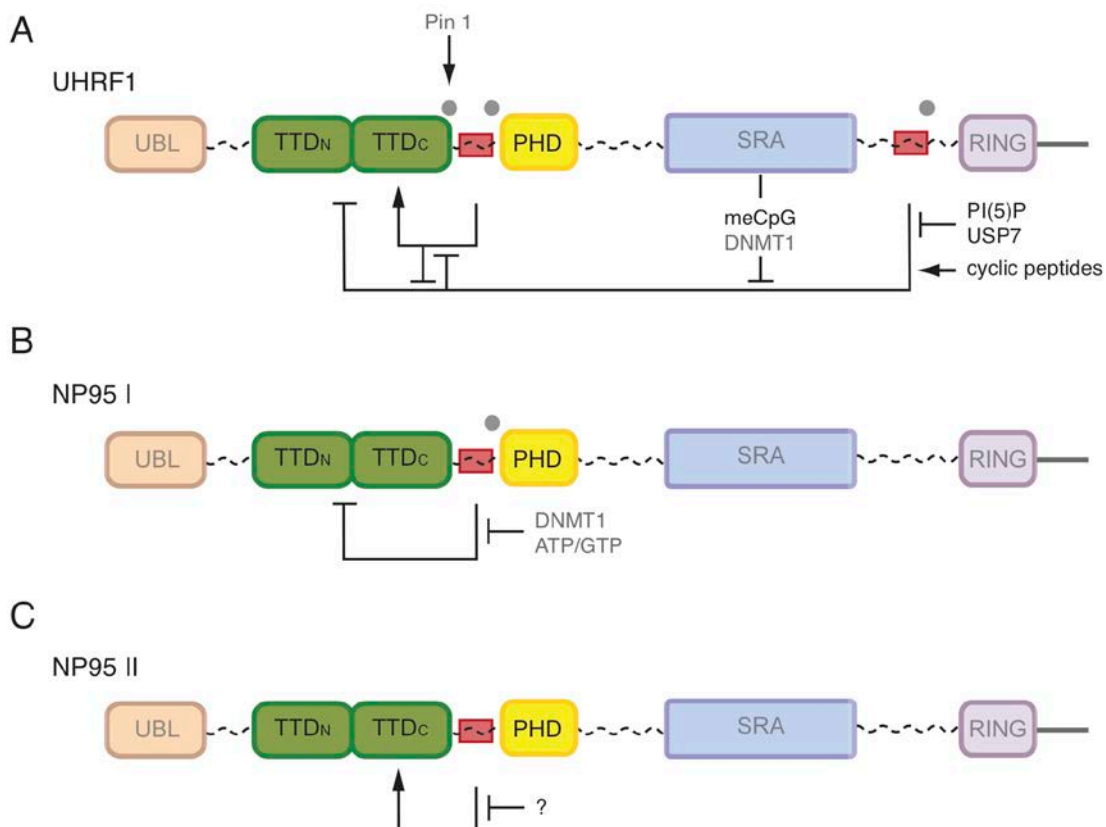 A
Pin 1
UHRF1
UBL TTDN TTDC PHD SRA RING
meCpG
DNMT1
PI(5)P
USP7
cyclic peptides
B
NP95 I
UBL TTDN TTDC PHD SRA RING
DNMT1
ATP/GTP
C
NP95 II
UBL TTDN TTDC PHD SRA RING
?